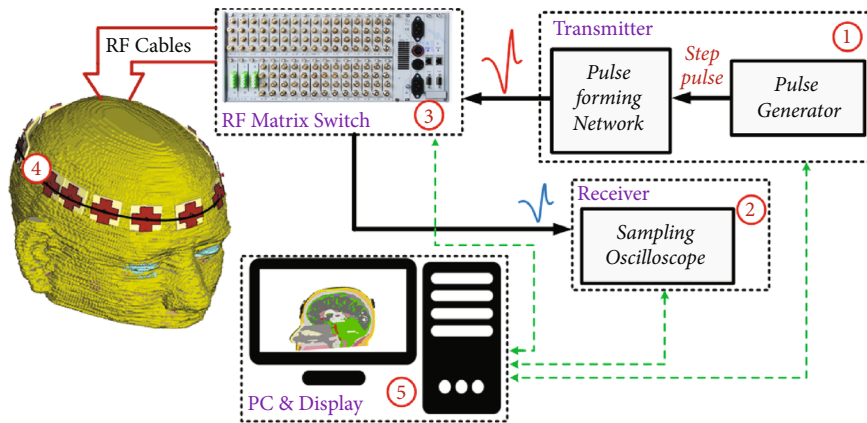 RF Cables
RF Matrix Switch
3
4
Transmitter
1
Pulse
forming
Network
Step
pulse
Pulse
Generator
Receiver
2
Sampling
Oscilloscope
PC & Display
5